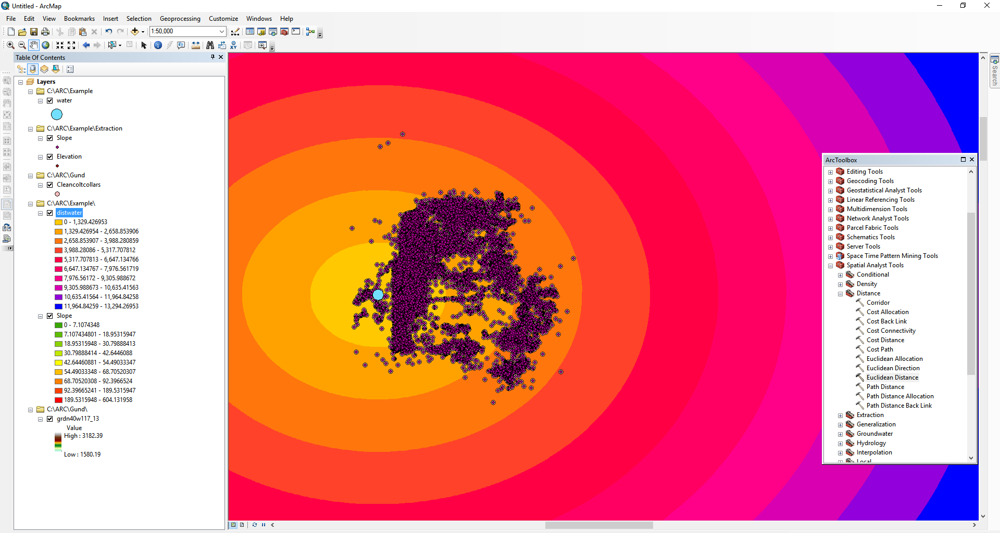 Untitled - ArcMap
File Edit View Bookmarks Insert Selection Geoprocessing Customize Windows Help
1:50,000
XY
Table Of Contents
Layers
C:\ARC\Example
water
C:\ARC\Example\Extraction
Slope
Elevation
C:\ARC\Gund
Cleancoltcollars
C:\ARC\Example\
distwater
0 - 1,329.426953
1,329.426954 - 2,658.853906
2,658.853907 - 3,988.280859
3,988.28086 - 5,317.707812
5,317.707813 - 6,647.134766
6,647.134767 - 7,976.561719
7,976.56172 - 9,305.988672
9,305.988673 - 10,635.41563
10,635.41564 - 11,964.84258
11,964.84259 - 13,294.26953
Slope
0 - 7.1074348
7.107434801 - 18.95315947
18.95315948 - 30.79888413
30.79888414 - 42.6446088
42.64460881 - 54.49033347
54.49033348 - 68.70520307
68.70520308 - 92.3966524
92.39665241 - 189.5315947
189.5315948 - 604.131958
C:\ARC\Gund\
grdn40w117_13
Value
High : 3182.39
Low : 1580.19
Search
ArcToolbox
Editing Tools
Geocoding Tools
Geostatistical Analyst Tools
Linear Referencing Tools
Multidimension Tools
Network Analyst Tools
Parcel Fabric Tools
Schematics Tools
Server Tools
Space Time Pattern Mining Tools
Spatial Analyst Tools
Conditional
Density
Distance
Corridor
Cost Allocation
Cost Back Link
Cost Connectivity
Cost Distance
Cost Path
Euclidean Allocation
Euclidean Direction
Euclidean Distance
Path Distance
Path Distance Allocation
Path Distance Back Link
Extraction
Generalization
Groundwater
Hydrology
Interpolation
Local